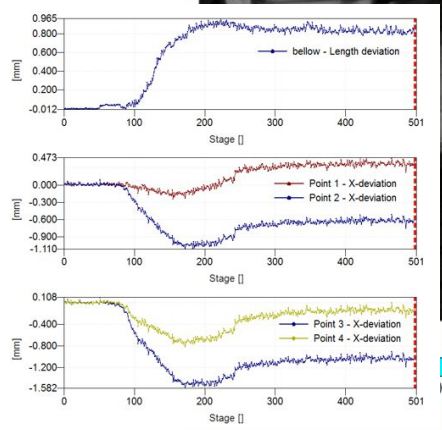 0.965
0.800
0.600
0.400
0.200
-0.012
[mm]
bellow - Length deviation
0 100 200 300 400 501
Stage []
0.473
0.000
-0.300
-0.600
-0.900
-1.110
[mm]
Point 1 - X-deviation
Point 2 - X-deviation
0 100 200 300 400 501
Stage []
0.108
-0.400
-0.800
-1.200
-1.582
[mm]
Point 3 - X-deviation
Point 4 - X-deviation
0 100 200 300 400 501
Stage []